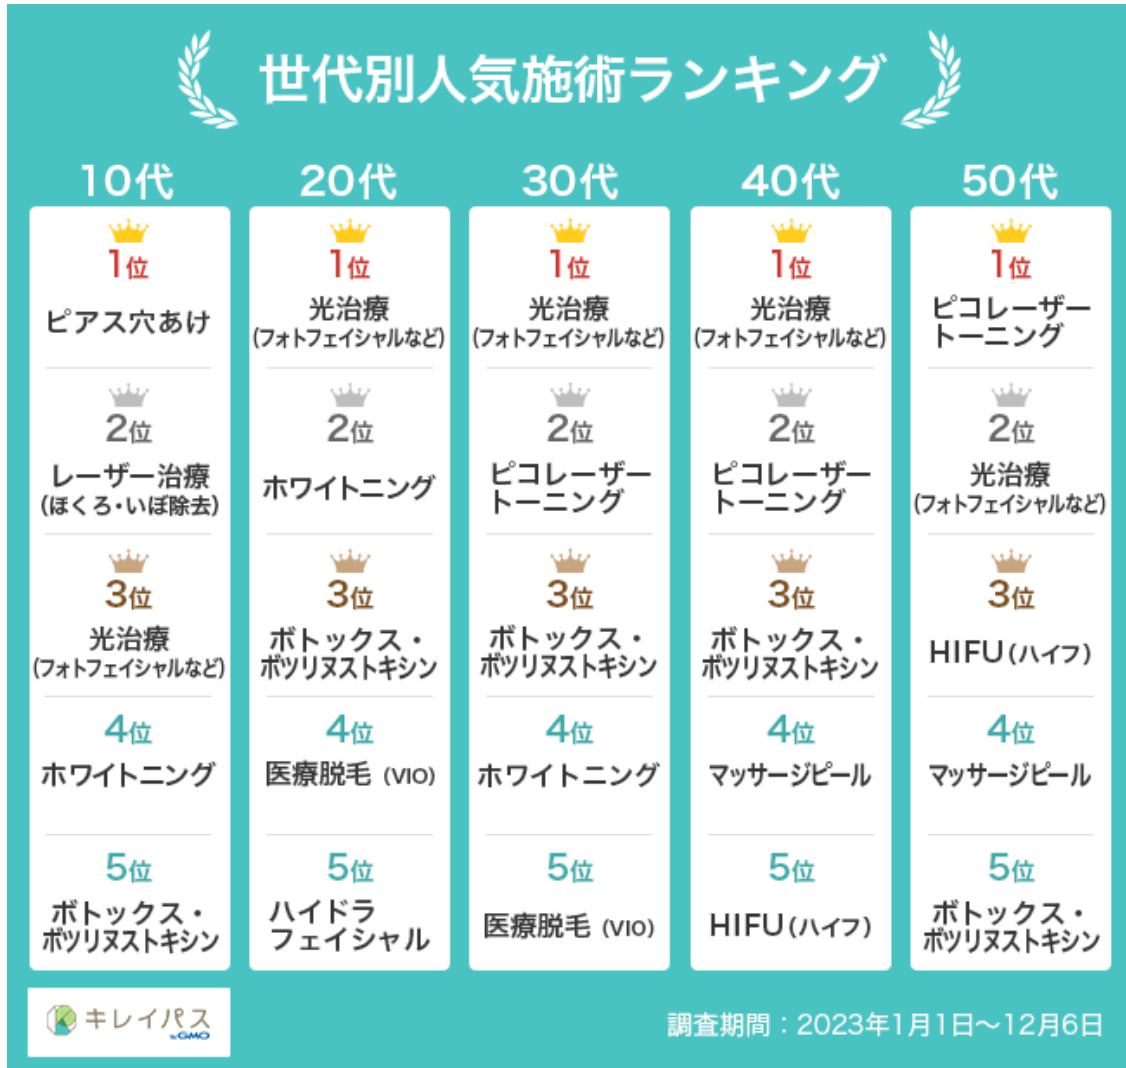 世代別人気施術ランキング
10代
1位
ピアス穴あけ
2位
レーザー治療
(ほくろ・いぼ除去)
3位
光治療
(フォトフェイシャルなど)
4位
ホワイトニング
5位
ボトックス・
ボツリヌストキシン
20代
1位
光治療
(フォトフェイシャルなど)
2位
ホワイトニング
3位
ボトックス・
ボツリヌストキシン
4位
医療脱毛 (VIO)
5位
ハイドラ
フェイシャル
30代
1位
光治療
(フォトフェイシャルなど)
2位
ピコレーザー
トーニング
3位
ボトックス・
ボツリヌストキシン
4位
ホワイトニング
5位
医療脱毛 (VIO)
40代
1位
光治療
(フォトフェイシャルなど)
2位
ピコレーザー
トーニング
3位
ボトックス・
ボツリヌストキシン
4位
マッサージピール
5位
HIFU(ハイフ)
50代
1位
ピコレーザー
トーニング
2位
光治療
(フォトフェイシャルなど)
3位
HIFU(ハイフ)
4位
マッサージピール
5位
ボトックス・
ボツリヌストキシン
キレイパス
by GMO
調査期間：2023年1月1日〜12月6日